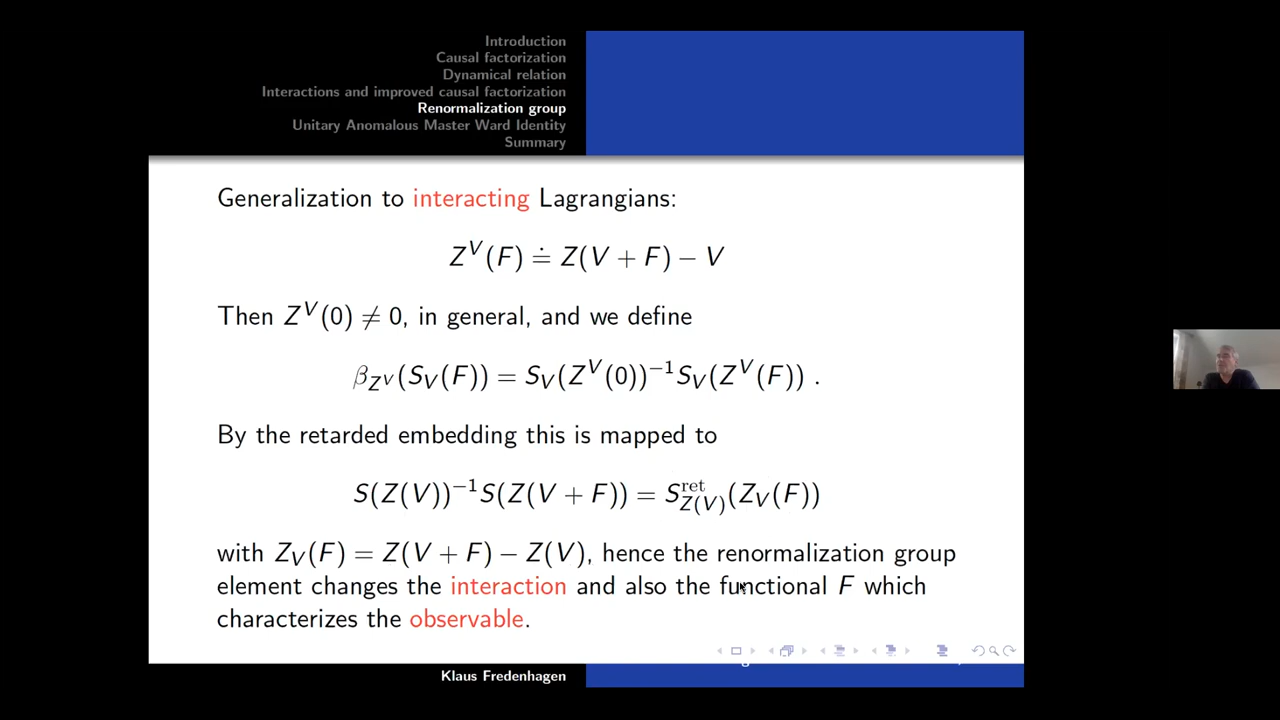 Introduction
Causal factorization
Dynamical relation
Interactions and improved causal factorization
Renormalization group
Unitary Anomalous Master Ward Identity
Summary
Generalization to interacting Lagrangians:
Z^V(F) ≐ Z(V + F) − V
Then Z^V(0) ≠ 0, in general, and we define
β_{Z^V}(S_V(F)) = S_V(Z^V(0))^{−1} S_V(Z^V(F)) .
By the retarded embedding this is mapped to
S(Z(V))^{−1} S(Z(V + F)) = S^{ret}_{Z(V)}(Z_V(F))
with Z_V(F) = Z(V + F) − Z(V), hence the renormalization group
element changes the interaction and also the functional F which
characterizes the observable.
Klaus Fredenhagen